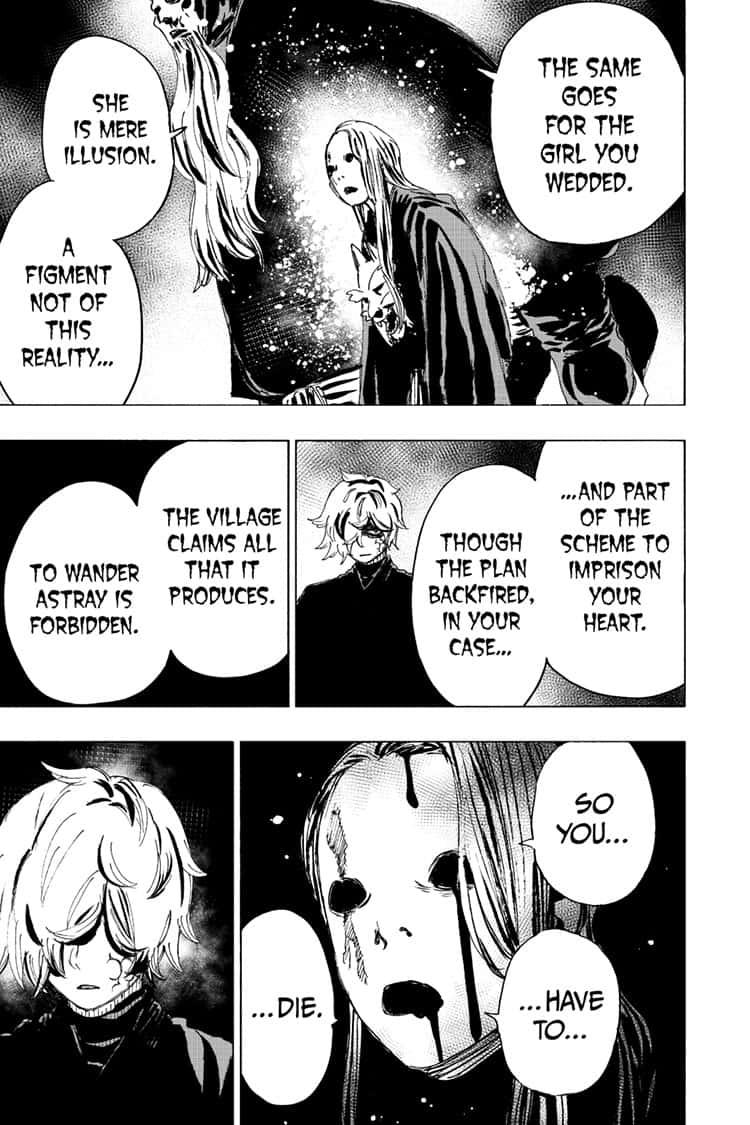 THE SAME
GOES
FOR THE
GIRL YOU
WEDDED.
SHE
IS MERE
ILLUSION.
A
FIGMENT
NOT OF
THIS
REALITY...
...AND PART
OF THE
SCHEME TO
IMPRISON
YOUR
HEART.
THOUGH
THE PLAN
BACKFIRED,
IN YOUR
CASE...
THE VILLAGE
CLAIMS ALL
THAT IT
PRODUCES.
TO WANDER
ASTRAY IS
FORBIDDEN.
SO
YOU...
...HAVE
TO...
...DIE.